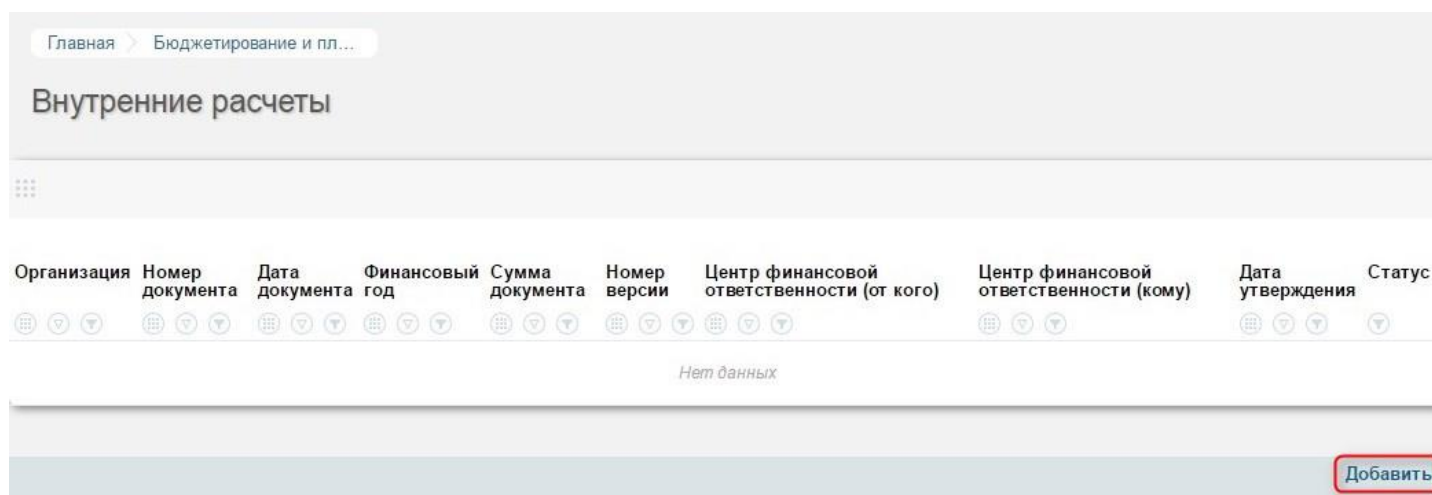 Главная Бюджетирование и пл...
Внутренние расчеты
Организация Номер Дата Финансовый Сумма Номер Центр финансовой Центр финансовой Дата Статус
документа документа год документа версии ответственности (от кого) ответственности (кому) утверждения
Нет данных
Добавить